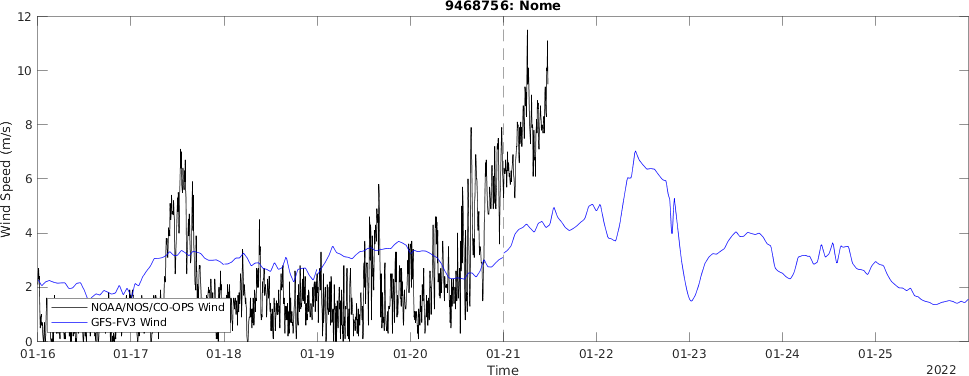 9468756: Nome
12
10
8
6
4
2
0
Wind Speed (m/s)
NOAA/NOS/CO-OPS Wind
GFS-FV3 Wind
01-16 01-17 01-18 01-19 01-20 01-21 01-22 01-23 01-24 01-25
Time
2022